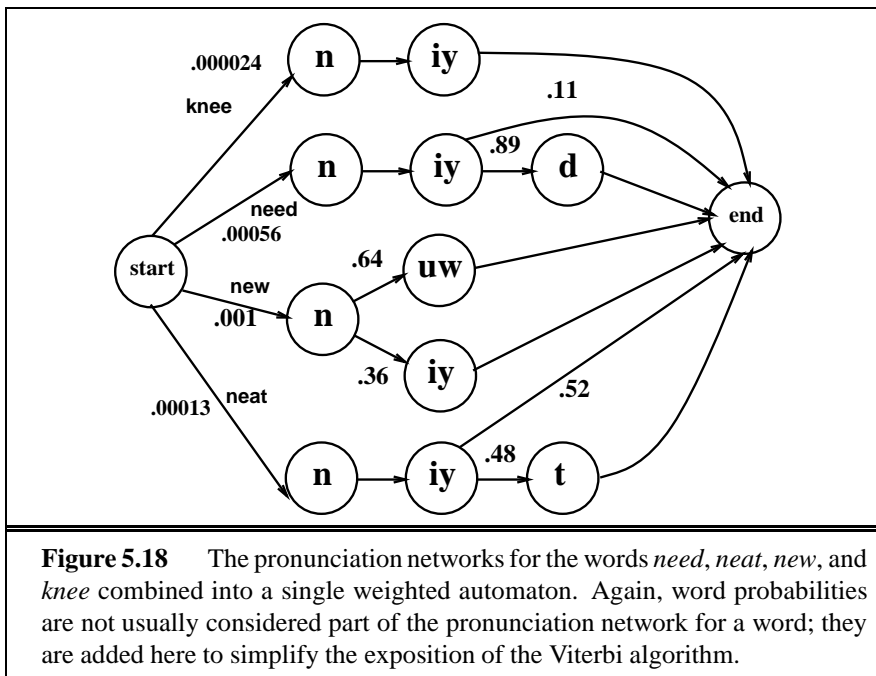 .000024
n
iy
knee
.11
n
iy
.89
d
need
.00056
end
start
.64
uw
new
.001
n
.36
iy
.52
.00013
neat
n
iy
.48
t
Figure 5.18 The pronunciation networks for the words need, neat, new, and
knee combined into a single weighted automaton. Again, word probabilities
are not usually considered part of the pronunciation network for a word; they
are added here to simplify the exposition of the Viterbi algorithm.